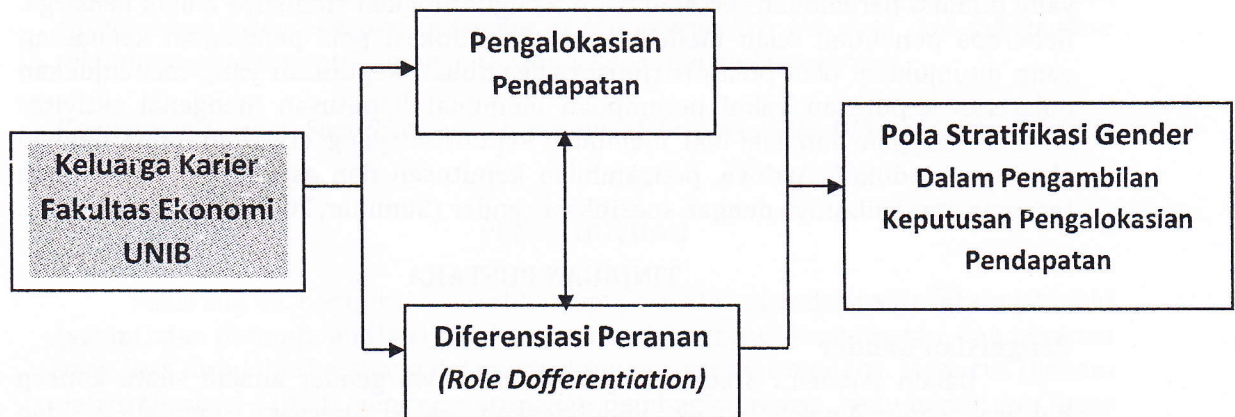 Pengalokasian
Pendapatan
Keluarga Karier
Fakultas Ekonomi
UNIB
Pola Stratifikasi Gender
Dalam Pengambilan
Keputusan Pengalokasian
Pendapatan
Diferensiasi Peranan
(Role Dofferentiation)